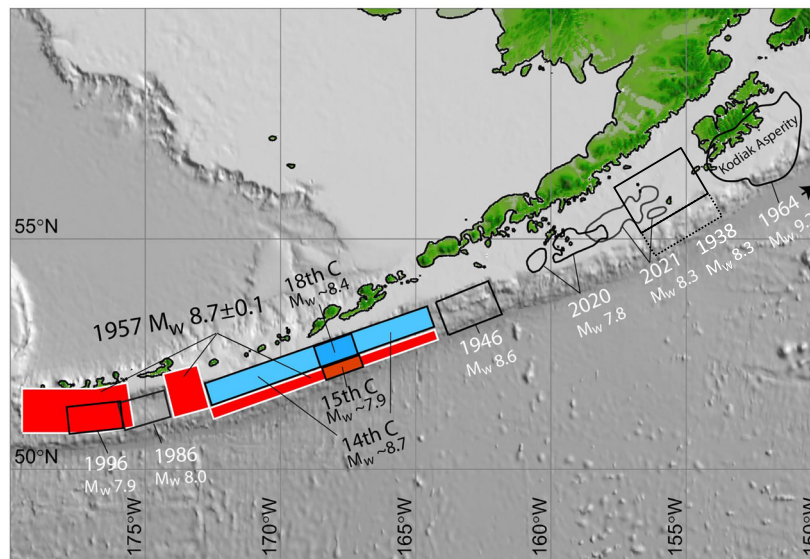 Kodiak Asperity
55°N
18th C
Mw ~8.4
1957 Mw 8.7±0.1
1964
Mw 9.
1938
Mw 8.3
2021
Mw 8.3
2020
Mw 7.8
1946
Mw 8.6
15th C
Mw ~7.9
14th C
Mw ~8.7
50°N
1996
Mw 7.9
1986
Mw 8.0
175°W
170°W
165°W
160°W
155°W